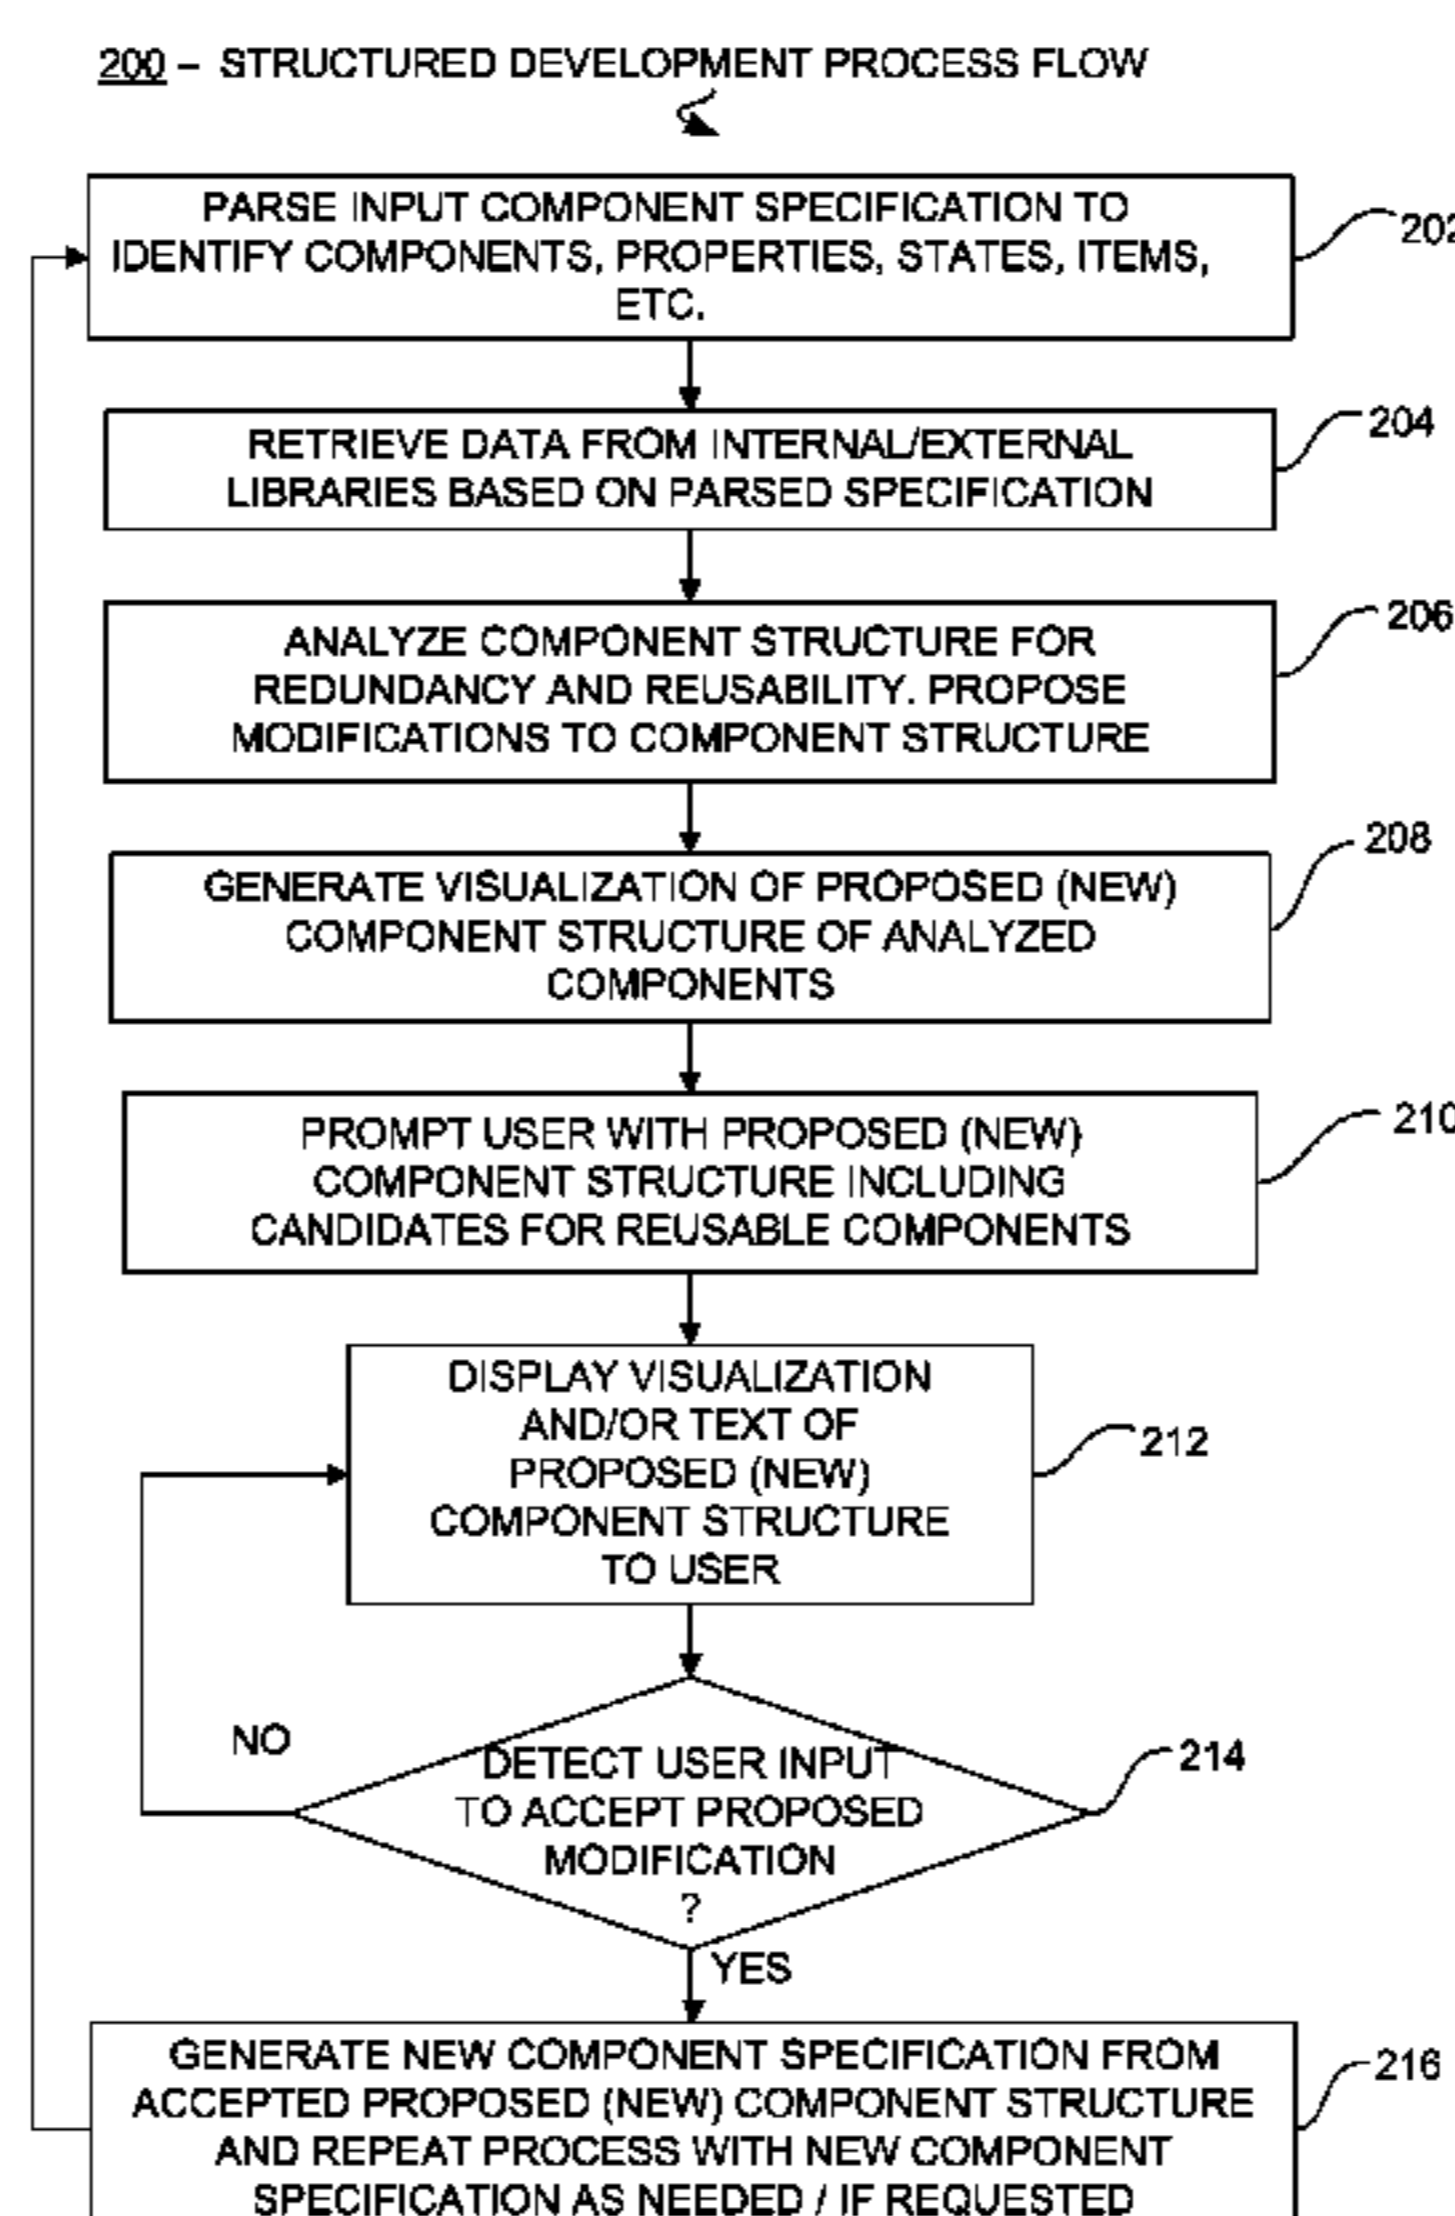 200 – STRUCTURED DEVELOPMENT PROCESS FLOW
PARSE INPUT COMPONENT SPECIFICATION TO
IDENTIFY COMPONENTS, PROPERTIES, STATES, ITEMS,
ETC.
202
RETRIEVE DATA FROM INTERNAL/EXTERNAL
LIBRARIES BASED ON PARSED SPECIFICATION
204
ANALYZE COMPONENT STRUCTURE FOR
REDUNDANCY AND REUSABILITY. PROPOSE
MODIFICATIONS TO COMPONENT STRUCTURE
206
GENERATE VISUALIZATION OF PROPOSED (NEW)
COMPONENT STRUCTURE OF ANALYZED
COMPONENTS
208
PROMPT USER WITH PROPOSED (NEW)
COMPONENT STRUCTURE INCLUDING
CANDIDATES FOR REUSABLE COMPONENTS
210
DISPLAY VISUALIZATION
AND/OR TEXT OF
PROPOSED (NEW)
COMPONENT STRUCTURE
TO USER
212
NO
DETECT USER INPUT
TO ACCEPT PROPOSED
MODIFICATION
?
214
YES
GENERATE NEW COMPONENT SPECIFICATION FROM
ACCEPTED PROPOSED (NEW) COMPONENT STRUCTURE
AND REPEAT PROCESS WITH NEW COMPONENT
SPECIFICATION AS NEEDED / IF REQUESTED
216